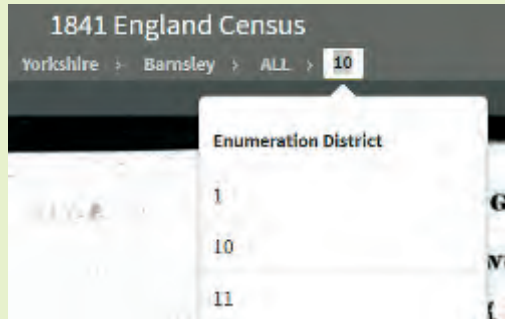 1841 England Census
Yorkshire > Barnsley > ALL > 10
Enumeration District
1
10
11